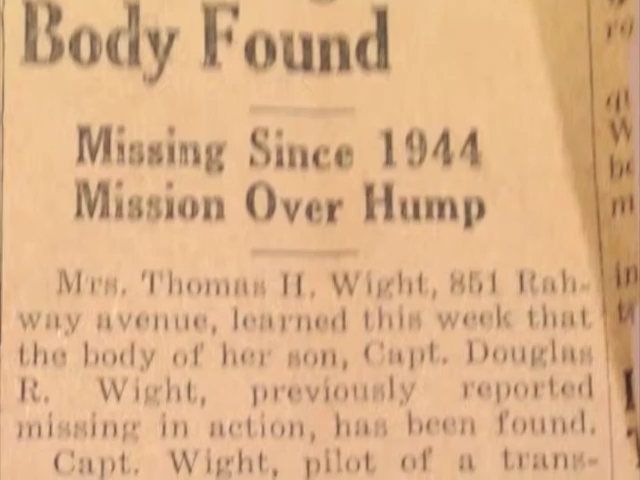 Body Found
Missing Since 1944
Mission Over Hump
Mrs. Thomas H. Wight, 851 Rah-
way avenue, learned this week that
the body of her son, Capt. Douglas
R. Wight, previously reported
missing in action, has been found.
Capt. Wight, pilot of a trans-